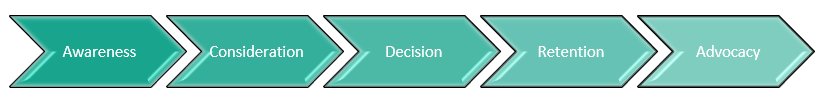 Awareness
Consideration
Decision
Retention
Advocacy